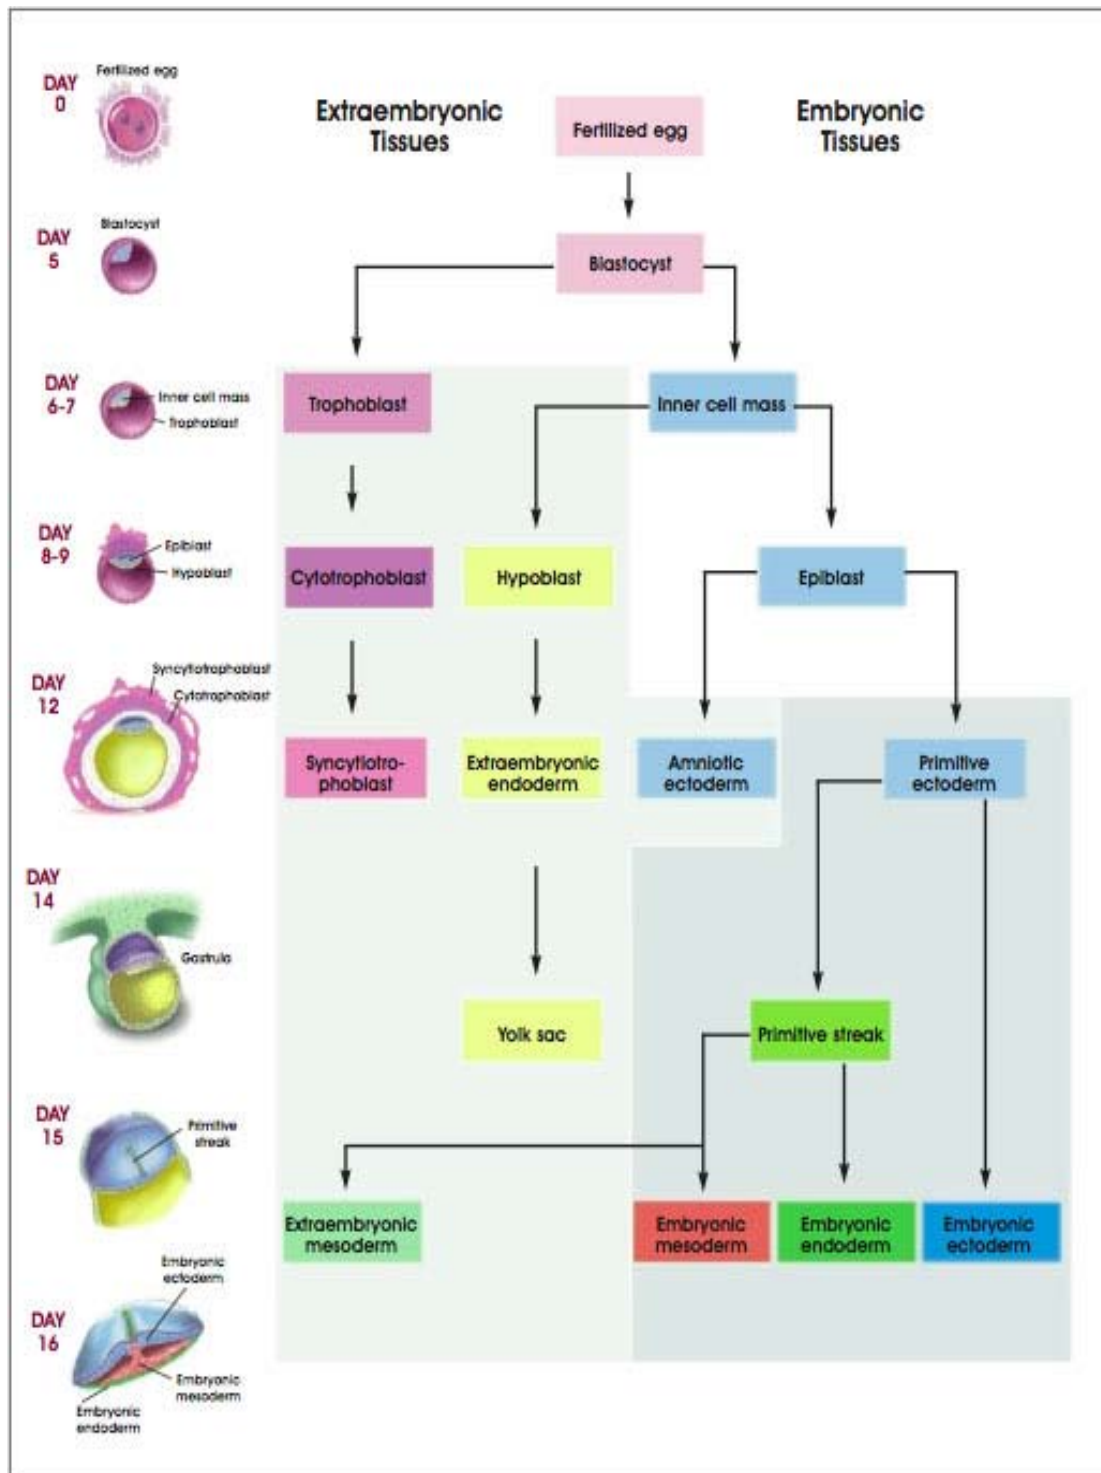 DAY
0
Fertilized egg
Extraembryonic
Tissues
Fertilized egg
Embryonic
Tissues
DAY
5
Blastocyst
Blastocyst
DAY
6-7
Inner cell mass
Trophoblast
Trophoblast
Inner cell mass
DAY
8-9
Epiblast
Hypoblast
Cytotrophoblast
Hypoblast
Epiblast
DAY
12
Syncytiotrophoblast
Cytotrophoblast
Syncytiotro-
phoblast
Extraembryonic
endoderm
Amniotic
ectoderm
Primitive
ectoderm
DAY
14
Gastrula
Yolk sac
Primitive streak
DAY
15
Primitive
streak
Extraembryonic
mesoderm
Embryonic
mesoderm
Embryonic
endoderm
Embryonic
ectoderm
DAY
16
Embryonic
ectoderm
Embryonic
mesoderm
Embryonic
endoderm